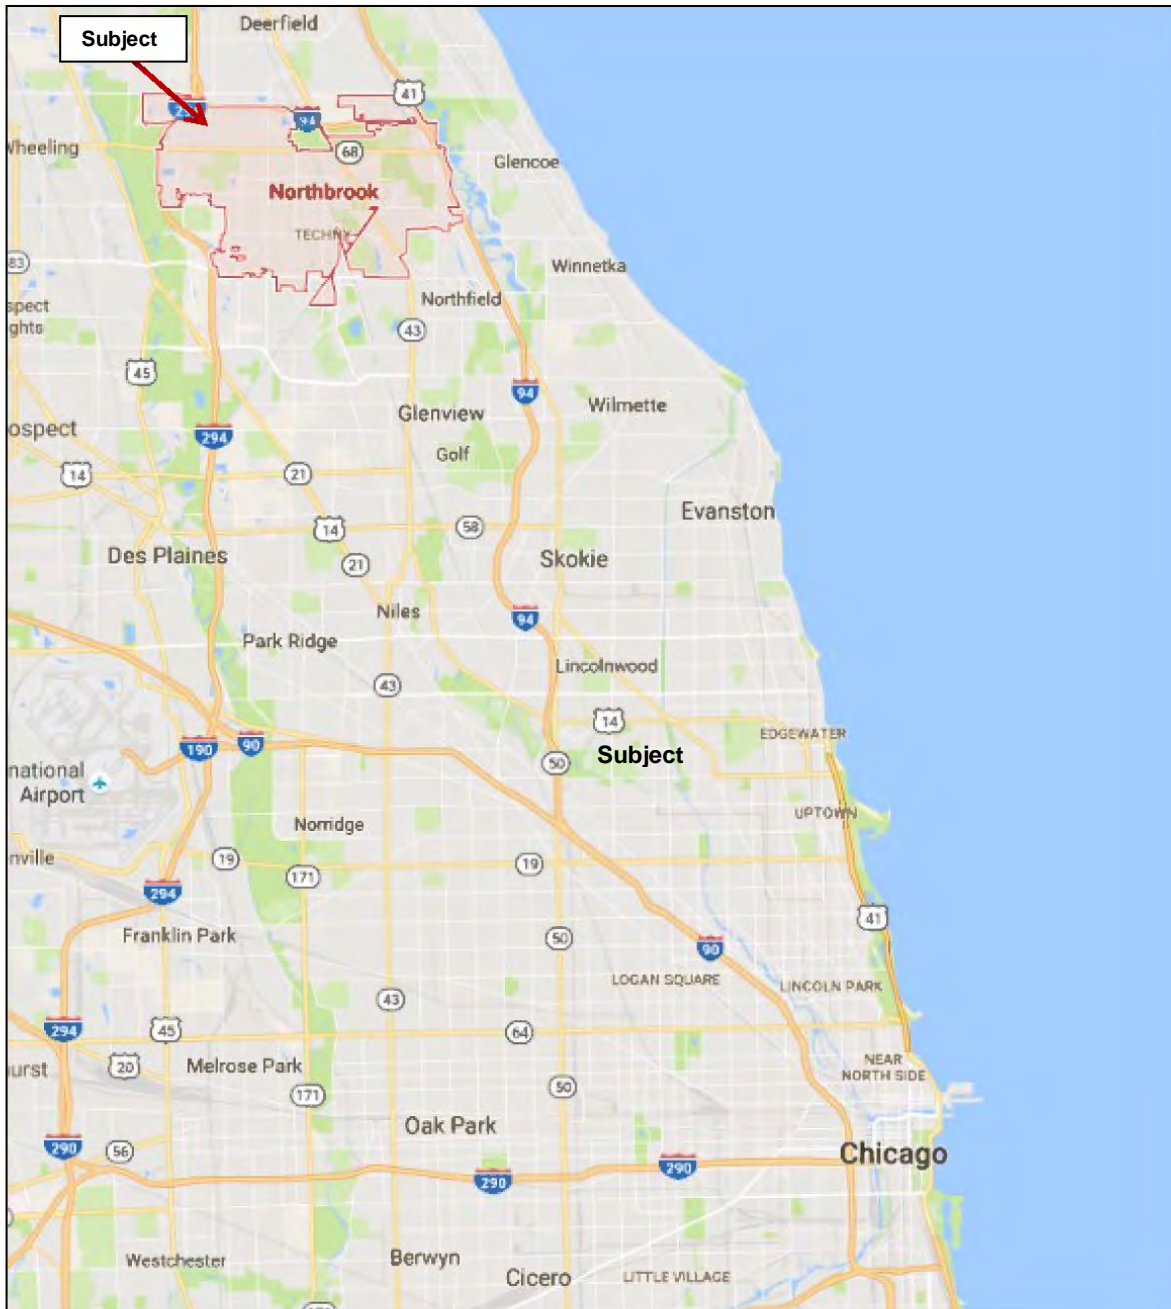 Deerfield
Subject
41
94
Wheeling
68
Glencoe
Northbrook
TECHNY
Winnetka
83
Northfield
43
45
94
Wilmette
Glenview
294
Golf
14
21
Evanston
14
58
Des Plaines
Skokie
21
Niles
94
Park Ridge
Lincolnwood
43
14
EDGEWATER
190
90
Subject
50
national
Airport
UPTOWN
Norridge
19
19
171
294
41
Franklin Park
50
90
LOGAN SQUARE
LINCOLN PARK
43
294
45
64
NEAR
NORTH SIDE
20
Melrose Park
50
171
Oak Park
290
56
Chicago
290
290
Berwyn
Westchester
Cicero
LITTLE VILLAGE